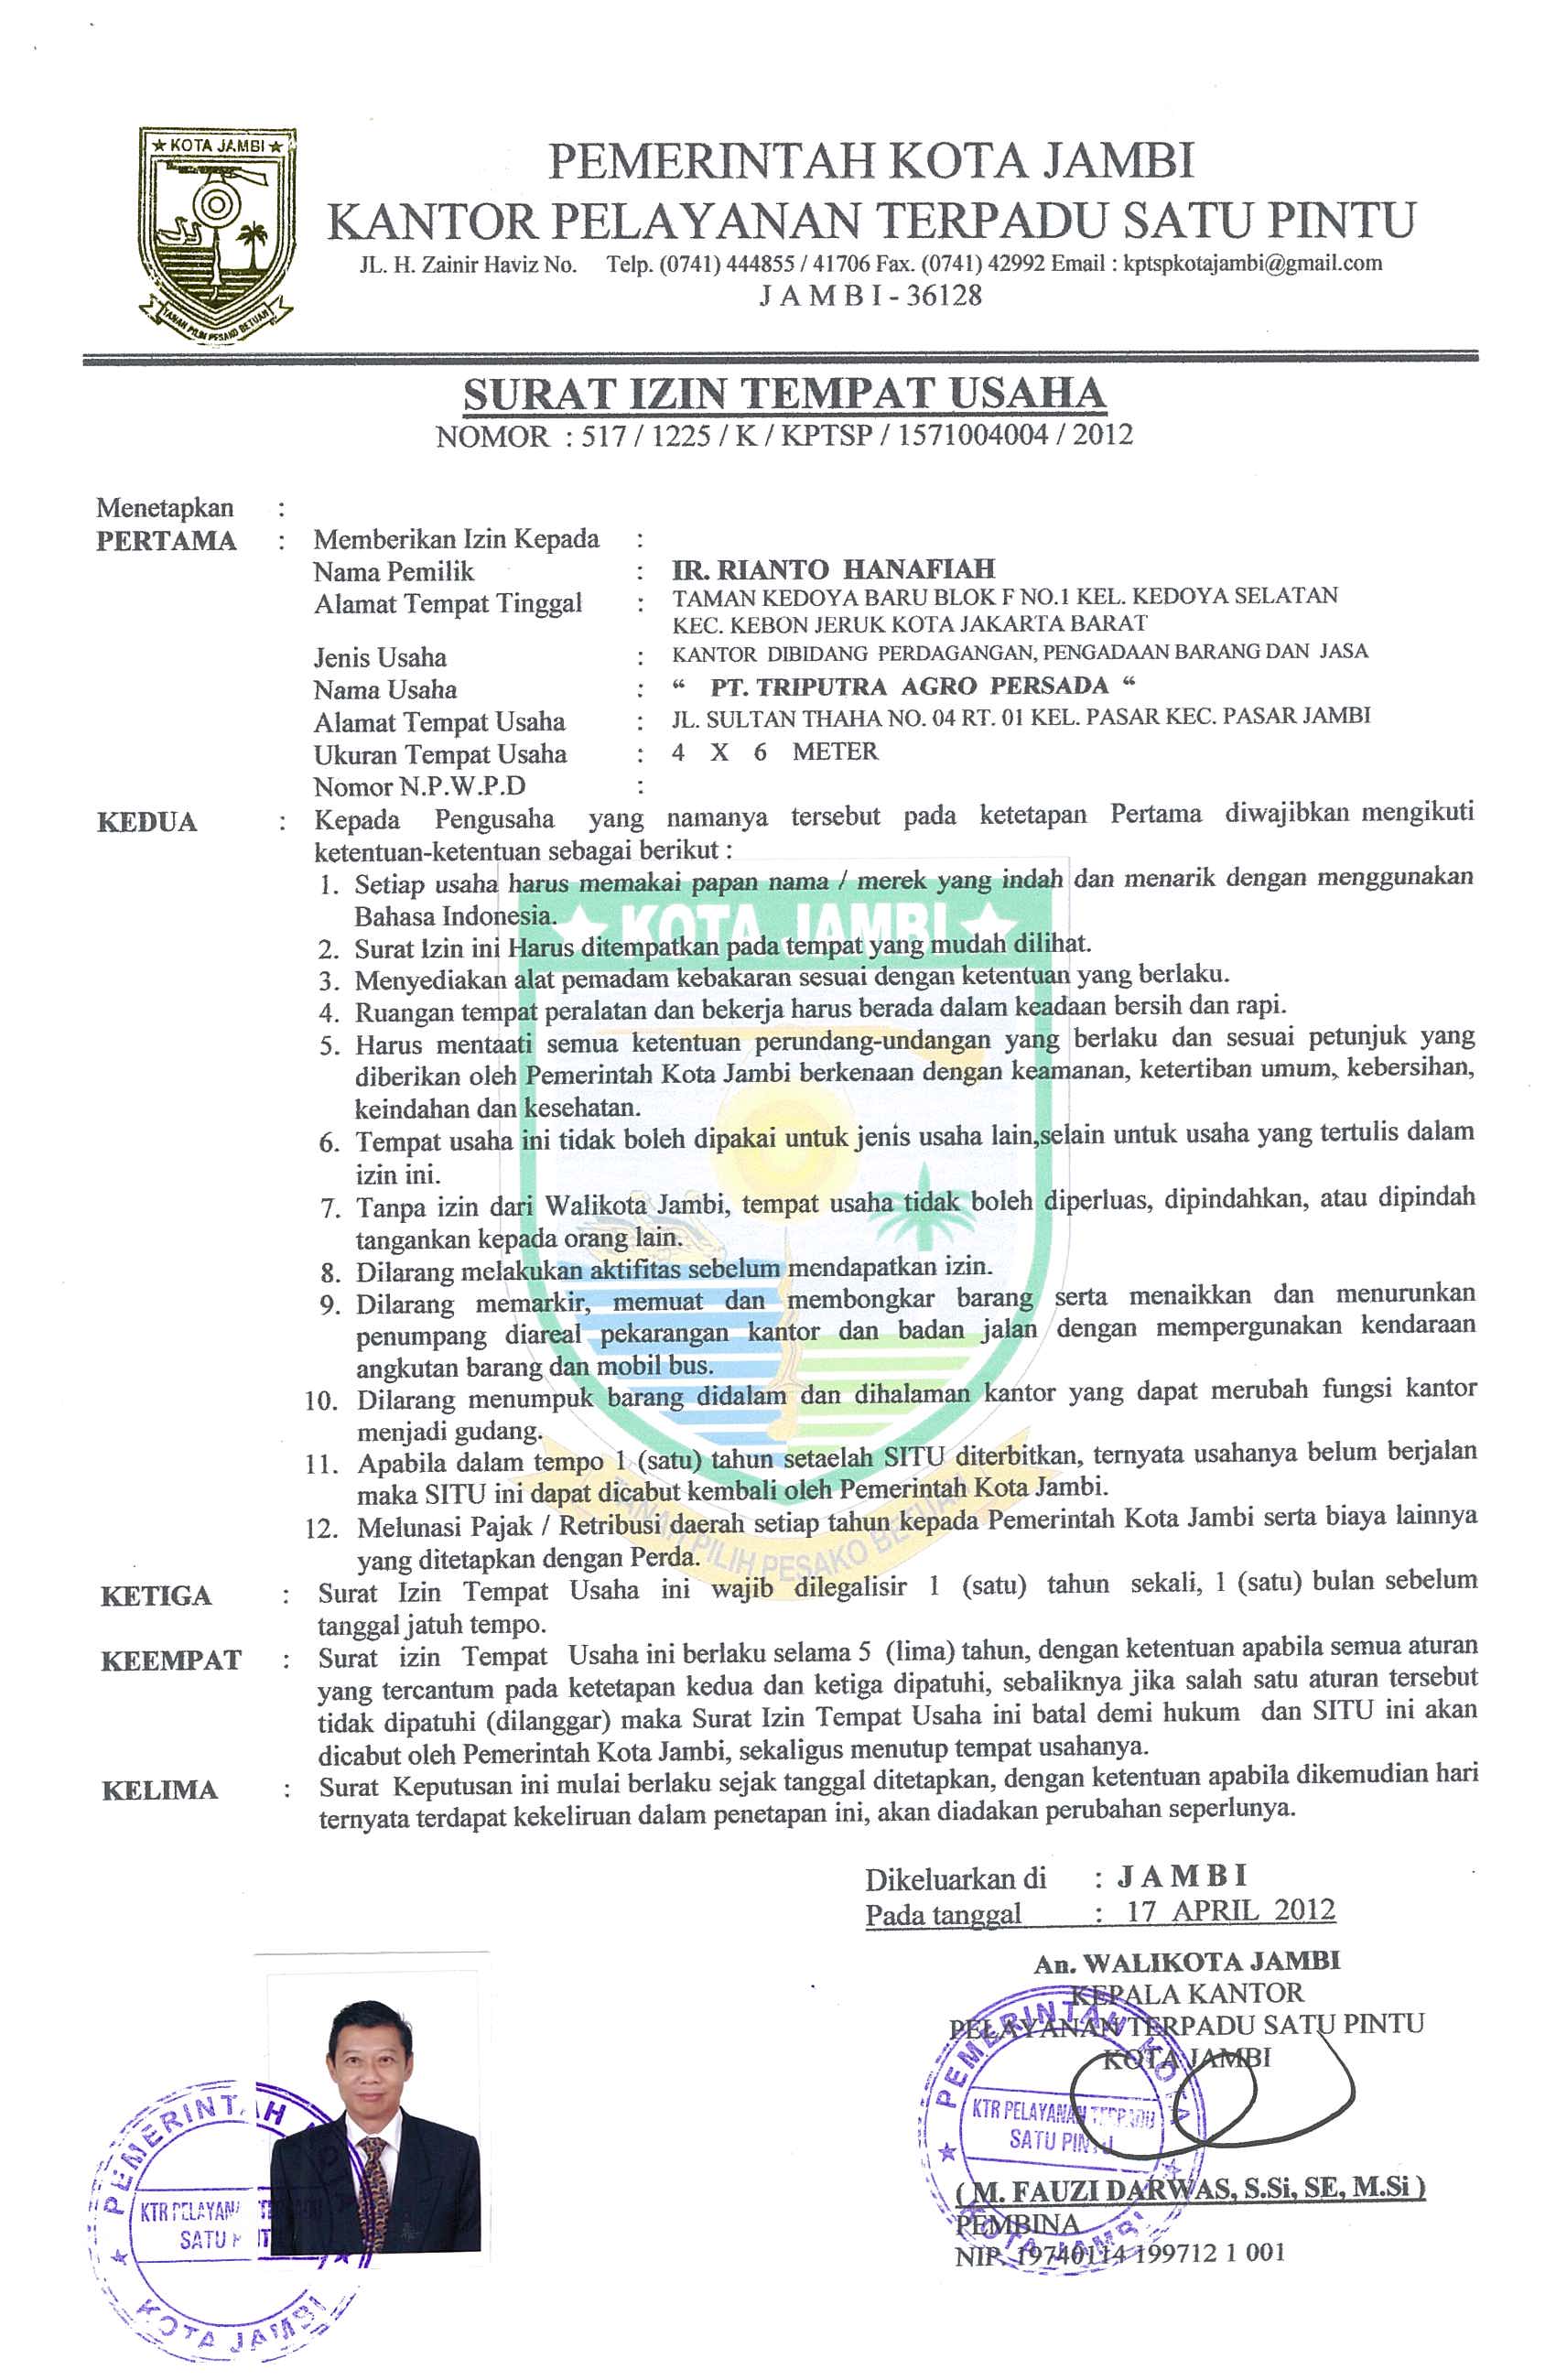 ★ KOTA JAMBI ★
TANAH PILIH PESAKO BETUAH
PEMERINTAH KOTA JAMBI
KANTOR PELAYANAN TERPADU SATU PINTU
JL. H. Zainir Haviz No. Telp. (0741) 444855 / 41706 Fax. (0741) 42992 Email : kptspkotajambi@gmail.com
J A M B I - 36128
SURAT IZIN TEMPAT USAHA
NOMOR : 517 / 1225 / K / KPTSP / 1571004004 / 2012
Menetapkan :
PERTAMA : Memberikan Izin Kepada :
Nama Pemilik : IR. RIANTO HANAFIAH
Alamat Tempat Tinggal : TAMAN KEDOYA BARU BLOK F NO.1 KEL. KEDOYA SELATAN
KEC. KEBON JERUK KOTA JAKARTA BARAT
Jenis Usaha : KANTOR DIBIDANG PERDAGANGAN, PENGADAAN BARANG DAN JASA
Nama Usaha : “ PT. TRIPUTRA AGRO PERSADA “
Alamat Tempat Usaha : JL. SULTAN THAHA NO. 04 RT. 01 KEL. PASAR KEC. PASAR JAMBI
Ukuran Tempat Usaha : 4 X 6 METER
Nomor N.P.W.P.D :
KEDUA : Kepada Pengusaha yang namanya tersebut pada ketetapan Pertama diwajibkan mengikuti
ketentuan-ketentuan sebagai berikut :
1. Setiap usaha harus memakai papan nama / merek yang indah dan menarik dengan menggunakan
Bahasa Indonesia.
★ KOTA JAMBI ★
2. Surat Izin ini Harus ditempatkan pada tempat yang mudah dilihat.
3. Menyediakan alat pemadam kebakaran sesuai dengan ketentuan yang berlaku.
4. Ruangan tempat peralatan dan bekerja harus berada dalam keadaan bersih dan rapi.
5. Harus mentaati semua ketentuan perundang-undangan yang berlaku dan sesuai petunjuk yang
diberikan oleh Pemerintah Kota Jambi berkenaan dengan keamanan, ketertiban umum, kebersihan,
keindahan dan kesehatan.
6. Tempat usaha ini tidak boleh dipakai untuk jenis usaha lain,selain untuk usaha yang tertulis dalam
izin ini.
7. Tanpa izin dari Walikota Jambi, tempat usaha tidak boleh diperluas, dipindahkan, atau dipindah
tangankan kepada orang lain.
8. Dilarang melakukan aktifitas sebelum mendapatkan izin.
9. Dilarang memarkir, memuat dan membongkar barang serta menaikkan dan menurunkan
penumpang diareal pekarangan kantor dan badan jalan dengan mempergunakan kendaraan
angkutan barang dan mobil bus.
10. Dilarang menumpuk barang didalam dan dihalaman kantor yang dapat merubah fungsi kantor
menjadi gudang.
11. Apabila dalam tempo 1 (satu) tahun setaelah SITU diterbitkan, ternyata usahanya belum berjalan
maka SITU ini dapat dicabut kembali oleh Pemerintah Kota Jambi.
12. Melunasi Pajak / Retribusi daerah setiap tahun kepada Pemerintah Kota Jambi serta biaya lainnya
yang ditetapkan dengan Perda.
TANAH PILIH PESAKO BETUAH
KETIGA : Surat Izin Tempat Usaha ini wajib dilegalisir 1 (satu) tahun sekali, 1 (satu) bulan sebelum
tanggal jatuh tempo.
KEEMPAT : Surat izin Tempat Usaha ini berlaku selama 5 (lima) tahun, dengan ketentuan apabila semua aturan
yang tercantum pada ketetapan kedua dan ketiga dipatuhi, sebaliknya jika salah satu aturan tersebut
tidak dipatuhi (dilanggar) maka Surat Izin Tempat Usaha ini batal demi hukum dan SITU ini akan
dicabut oleh Pemerintah Kota Jambi, sekaligus menutup tempat usahanya.
KELIMA : Surat Keputusan ini mulai berlaku sejak tanggal ditetapkan, dengan ketentuan apabila dikemudian hari
ternyata terdapat kekeliruan dalam penetapan ini, akan diadakan perubahan seperlunya.
Dikeluarkan di : J A M B I
Pada tanggal : 17 APRIL 2012
An. WALIKOTA JAMBI
KEPALA KANTOR
PELAYANAN TERPADU SATU PINTU
KOTA JAMBI
PEMERINTAH KOTA
KTR PELAYANAN TERPADU
SATU PINTU
KOTA JAMBI
( M. FAUZI DARWAS, S.Si, SE, M.Si )
PEMBINA
NIP. 19740114 199712 1 001
PEMERINTAH
KTR PELAYANAN
SATU
KOTA JAMBI